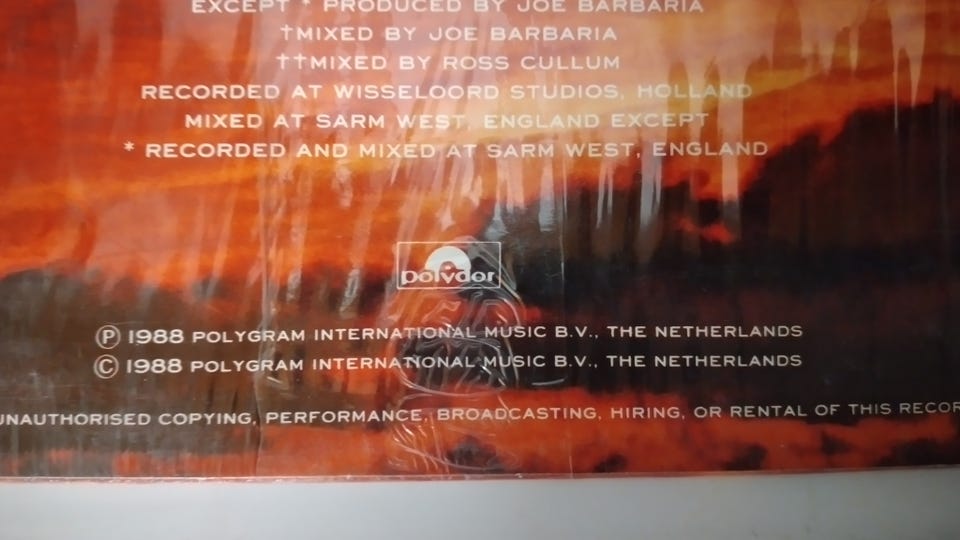 EXCEPT * PRODUCED BY JOE BARBARIA
†MIXED BY JOE BARBARIA
††MIXED BY ROSS CULLUM
RECORDED AT WISSELOORD STUDIOS, HOLLAND
MIXED AT SARM WEST, ENGLAND EXCEPT
* RECORDED AND MIXED AT SARM WEST, ENGLAND
Polydor
℗ 1988 POLYGRAM INTERNATIONAL MUSIC B.V., THE NETHERLANDS
© 1988 POLYGRAM INTERNATIONAL MUSIC B.V., THE NETHERLANDS
UNAUTHORISED COPYING, PERFORMANCE, BROADCASTING, HIRING, OR RENTAL OF THIS RECOR